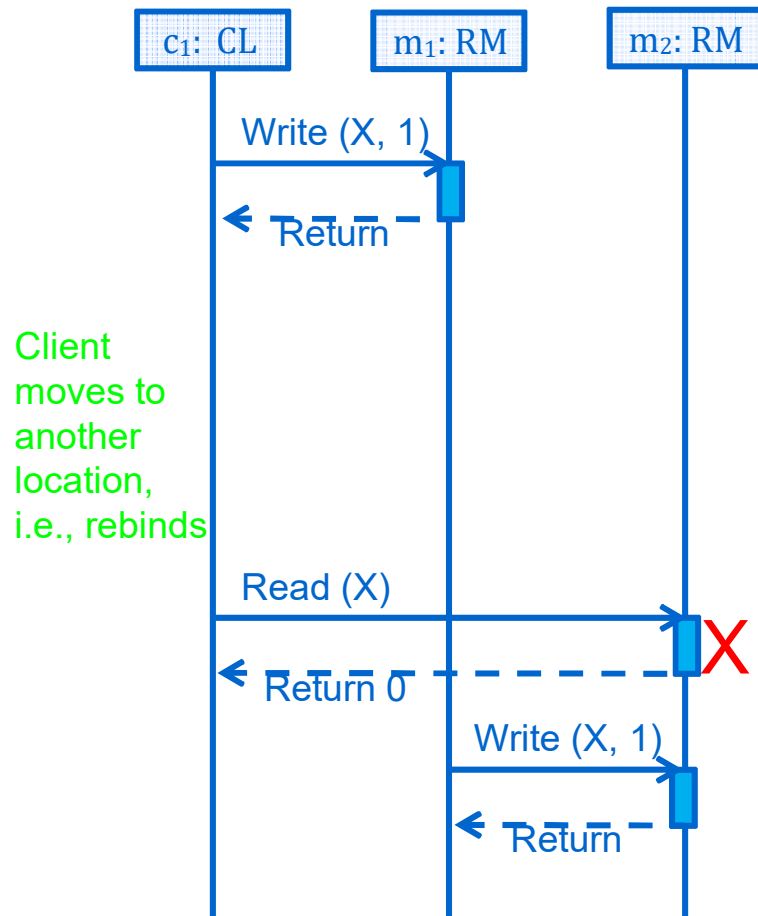 c₁: CL
m₁: RM
m₂: RM
Write (X, 1)
Return
Client
moves to
another
location,
i.e., rebinds
Read (X)
X
Return 0
Write (X, 1)
Return